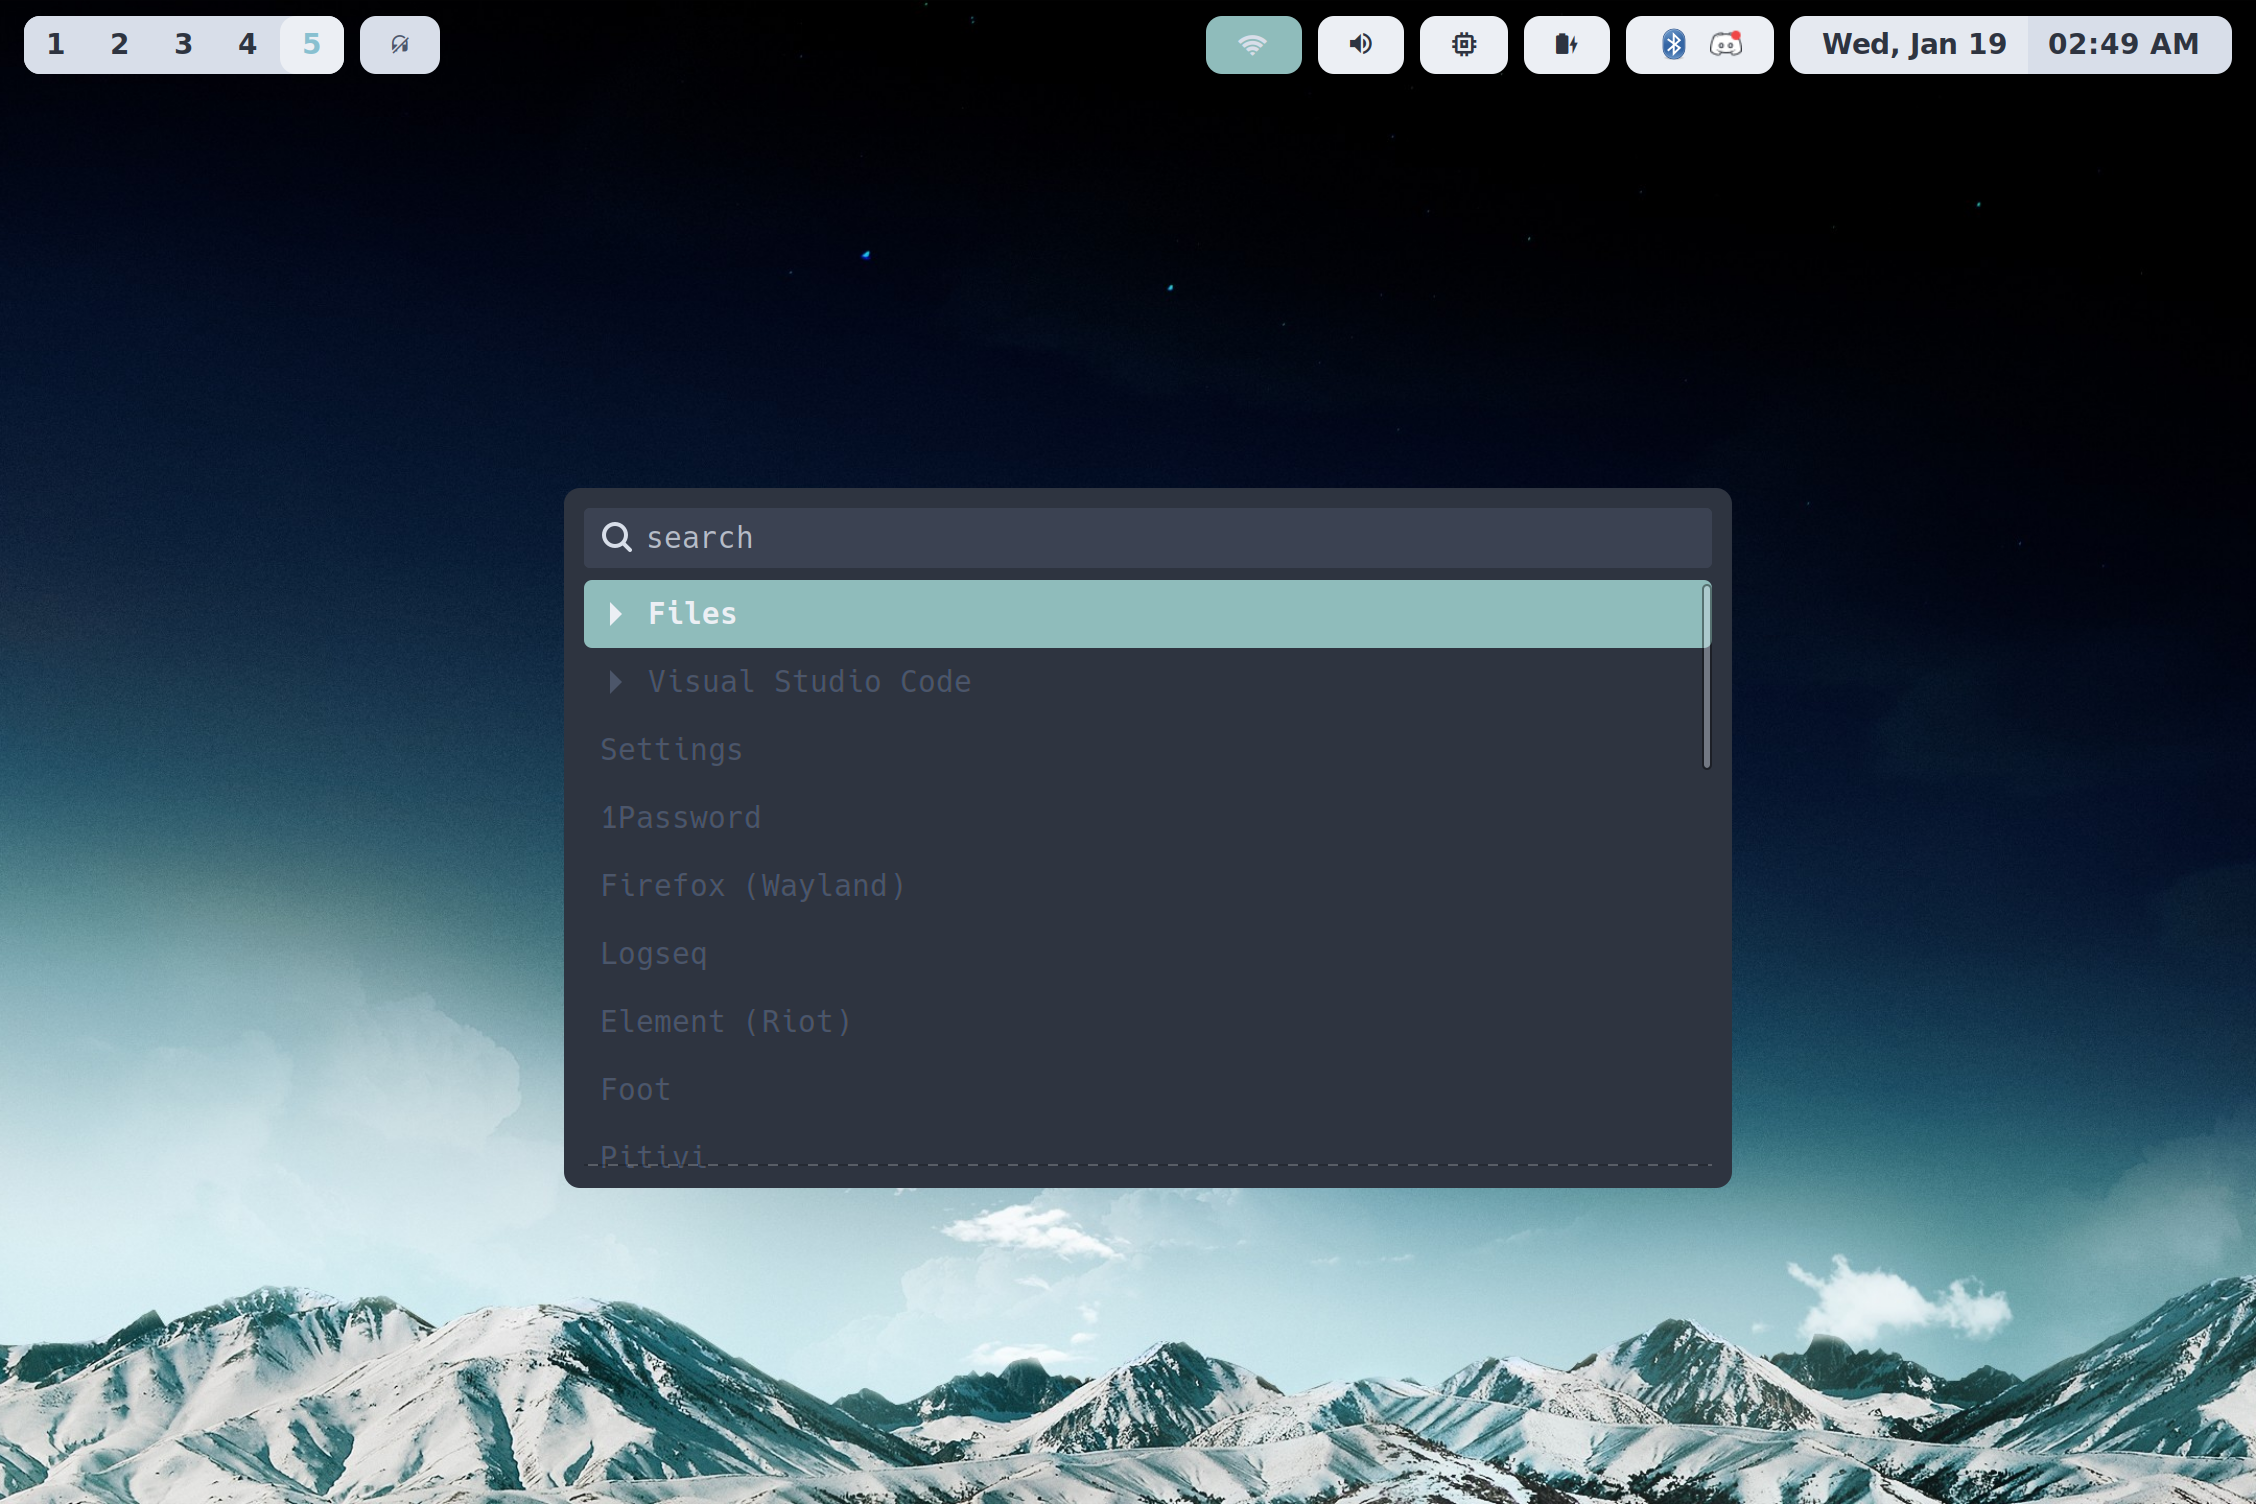 1 2 3 4 5 Wed, Jan 19 02:49 AM
search
Files
Visual Studio Code
Settings
1Password
Firefox (Wayland)
Logseq
Element (Riot)
Foot
Pitivi